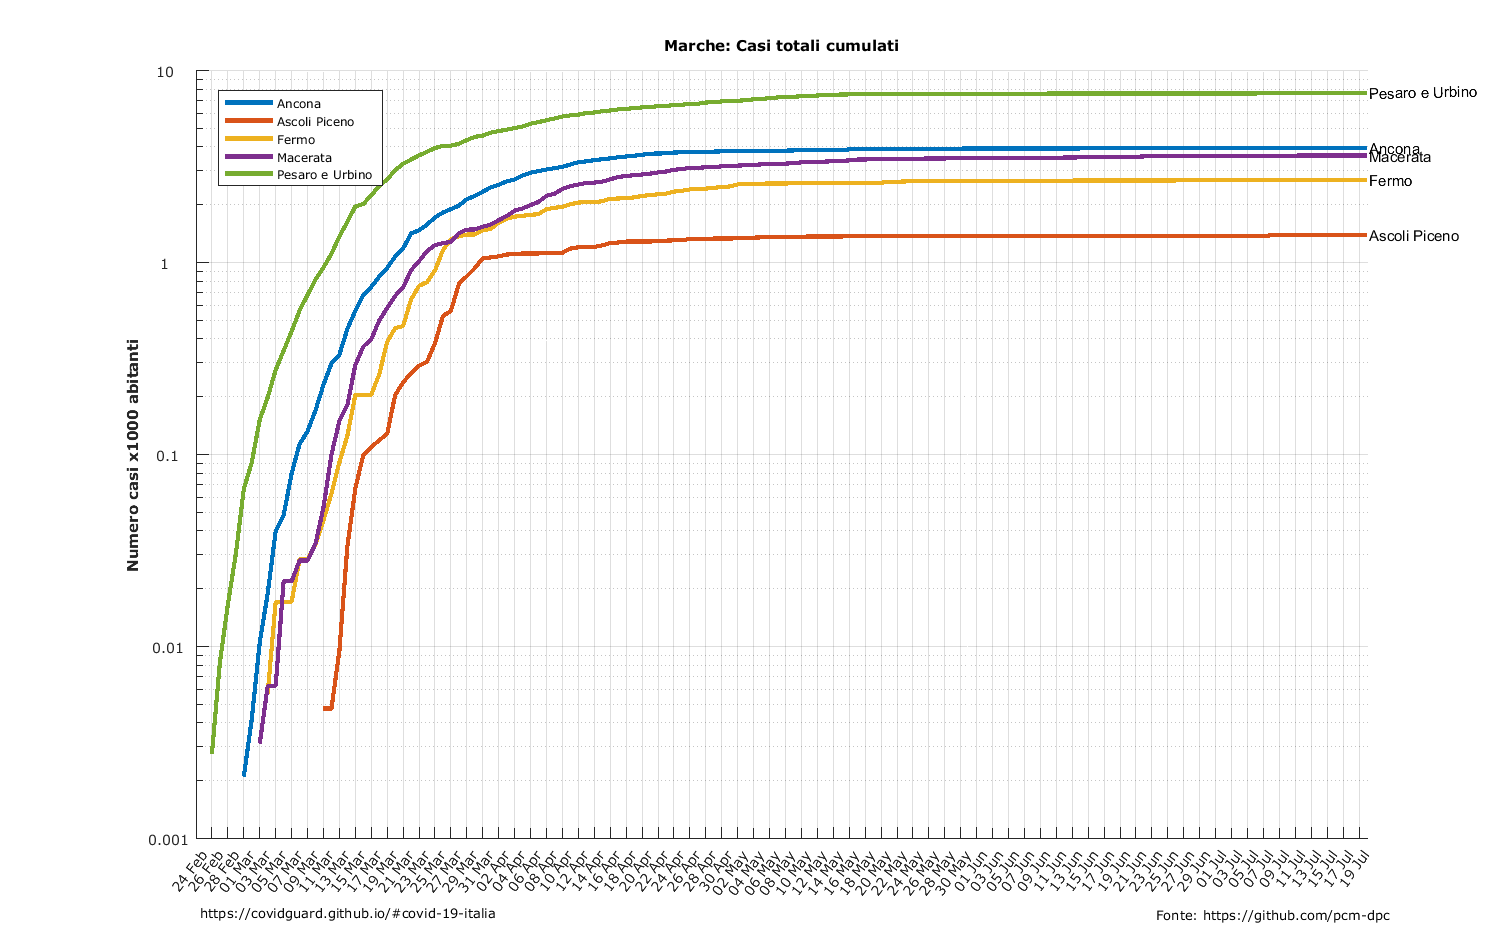 Marche: Casi totali cumulati
10
1
0.1
0.01
0.001
Numero casi x1000 abitanti
Ancona
Ascoli Piceno
Fermo
Macerata
Pesaro e Urbino
Pesaro e Urbino
Ancona
Macerata
Fermo
Ascoli Piceno
24 Feb
26 Feb
28 Feb
01 Mar
03 Mar
05 Mar
07 Mar
09 Mar
11 Mar
13 Mar
15 Mar
17 Mar
19 Mar
21 Mar
23 Mar
25 Mar
27 Mar
29 Mar
31 Mar
02 Apr
04 Apr
06 Apr
08 Apr
10 Apr
12 Apr
14 Apr
16 Apr
18 Apr
20 Apr
22 Apr
24 Apr
26 Apr
28 Apr
30 Apr
02 May
04 May
06 May
08 May
10 May
12 May
14 May
16 May
18 May
20 May
22 May
24 May
26 May
28 May
30 May
01 Jun
03 Jun
05 Jun
07 Jun
09 Jun
11 Jun
13 Jun
15 Jun
17 Jun
19 Jun
21 Jun
23 Jun
25 Jun
27 Jun
29 Jun
01 Jul
03 Jul
05 Jul
07 Jul
09 Jul
11 Jul
13 Jul
15 Jul
17 Jul
19 Jul
https://covidguard.github.io/#covid-19-italia
Fonte: https://github.com/pcm-dpc